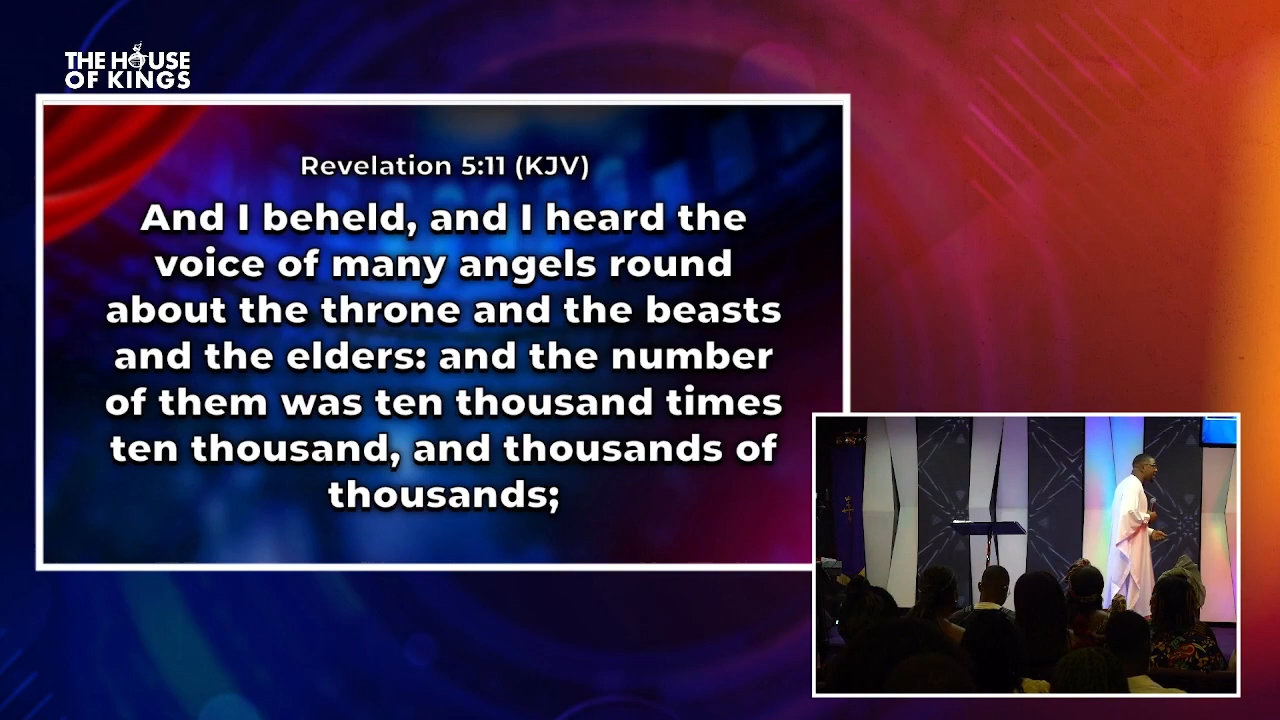 THE HOUSE
OF KINGS
Revelation 5:11 (KJV)
And I beheld, and I heard the
voice of many angels round
about the throne and the beasts
and the elders: and the number
of them was ten thousand times
ten thousand, and thousands of
thousands;